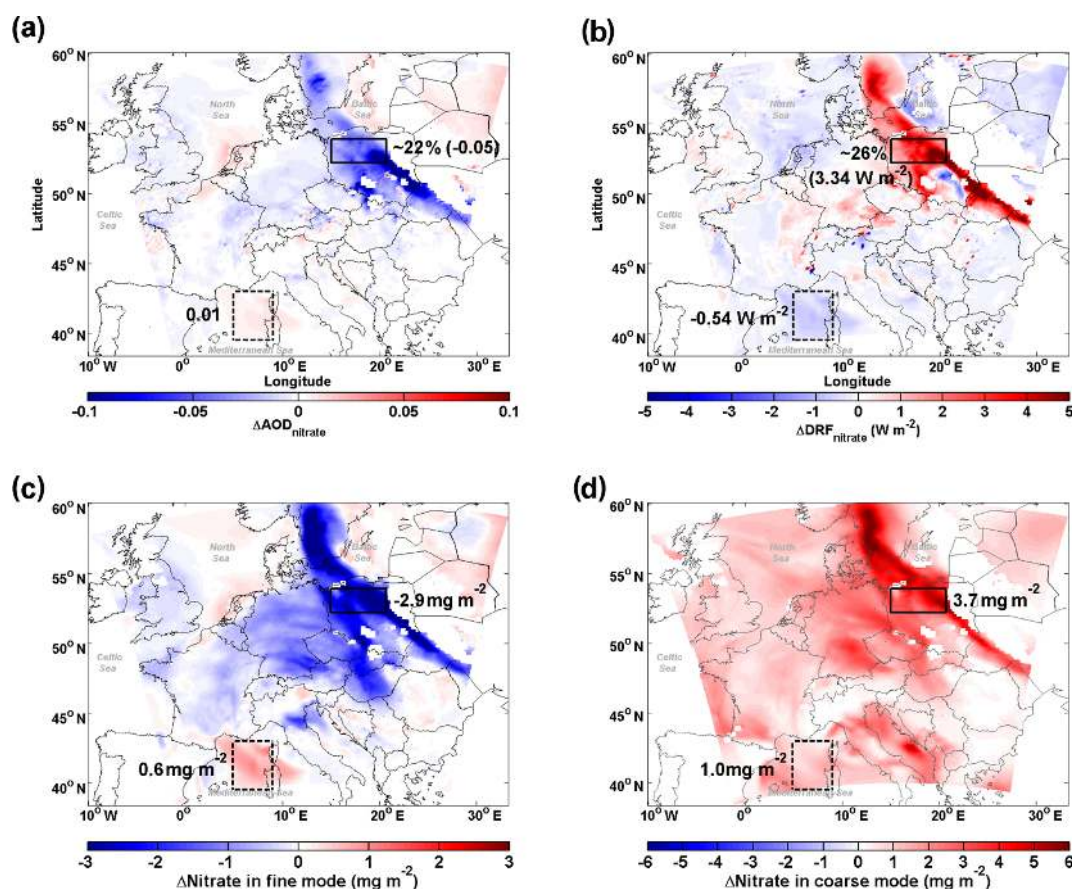 (a)
60° N
55° N
50° N
45° N
40° N
Latitude
North
Sea
Baltic
Sea
Celtic
Sea
Mediterranean Sea
~22% (-0.05)
0.01
10° W
0°
10° E
20° E
30° E
Longitude
-0.1
-0.05
0
0.05
0.1
ΔAOD nitrate
(b)
60° N
55° N
50° N
45° N
40° N
Latitude
North
Sea
Baltic
Sea
Celtic
Sea
Mediterranean Sea
~26%
(3.34 W m-2)
-0.54 W m-2
10° W
0°
10° E
20° E
30° E
Longitude
-5
-4
-3
-2
-1
0
1
2
3
4
5
ΔDRF nitrate (W m-2)
(c)
60° N
55° N
50° N
45° N
40° N
North
Sea
Baltic
Sea
Celtic
Sea
Mediterranean Sea
-2.9 mg m-2
0.6 mg m-2
10° W
0°
10° E
20° E
30° E
-3
-2
-1
0
1
2
3
ΔNitrate in fine mode (mg m-2)
(d)
60° N
55° N
50° N
45° N
40° N
North
Sea
Baltic
Sea
Celtic
Sea
Mediterranean Sea
3.7 mg m-2
1.0mg m-2
10° W
0°
10° E
20° E
30° E
-6
-5
-4
-3
-2
-1
0
1
2
3
4
5
6
ΔNitrate in coarse mode (mg m-2)